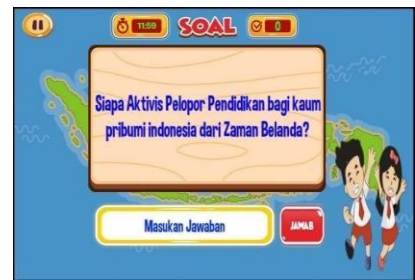 11:59 SOAL 0
Siapa Aktivis Pelopor Pendidikan bagi kaum
pribumi indonesia dari Zaman Belanda?
Masukan Jawaban
JAWAB